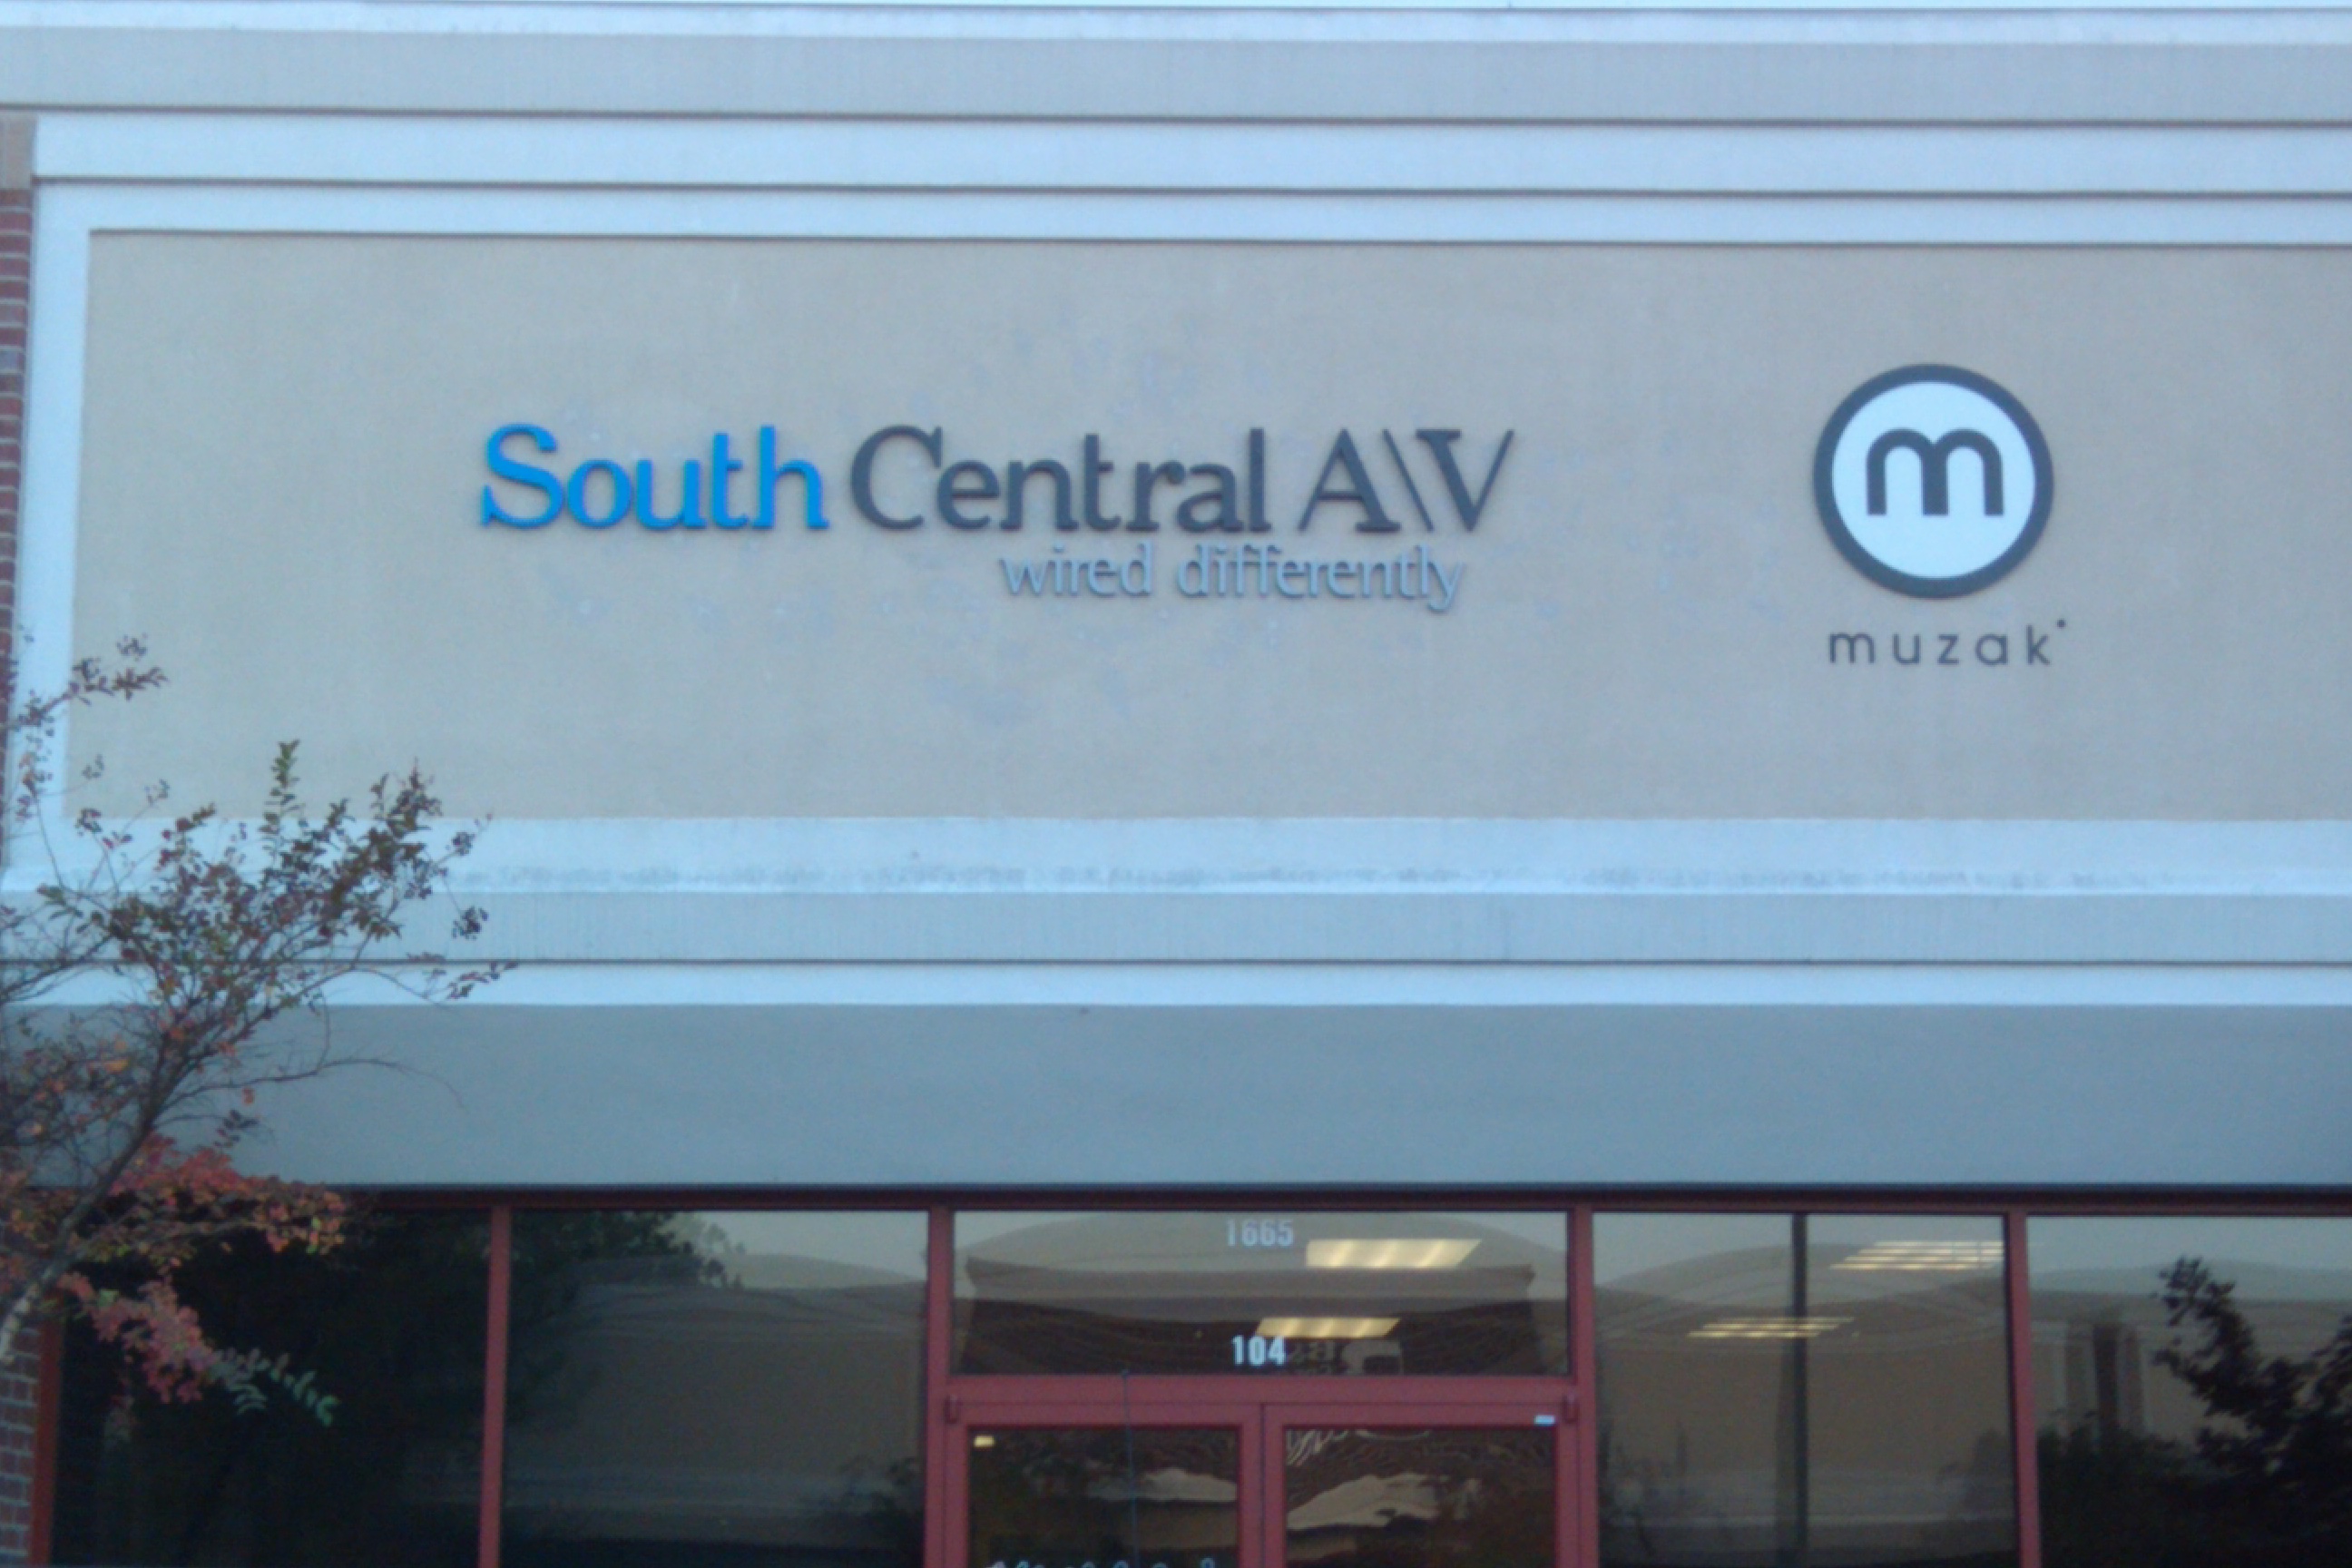 South Central A\V
wired differently
m
muzak
1665
104